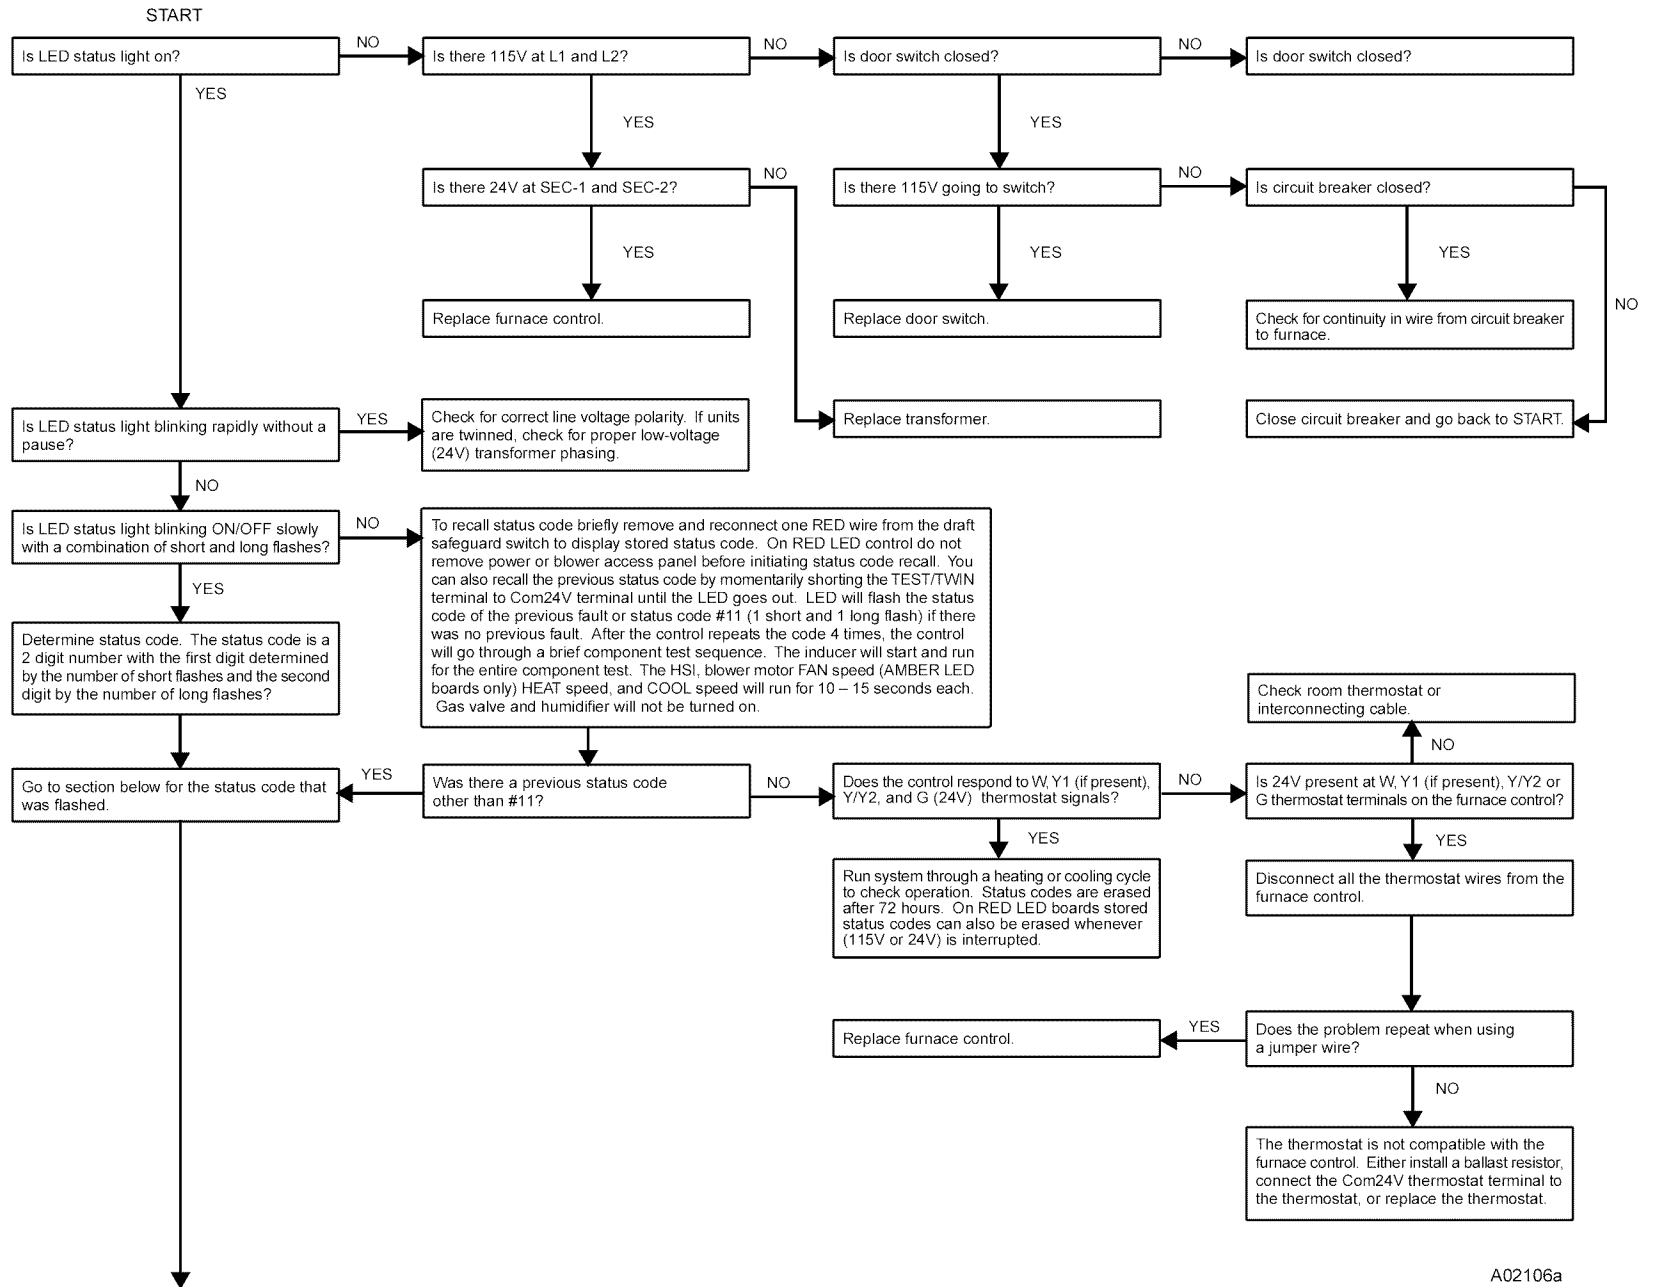 START
Is LED status light on?
NO
Is there 115V at L1 and L2?
NO
Is door switch closed?
NO
Is door switch closed?
YES
YES
YES
Is there 24V at SEC-1 and SEC-2?
NO
Is there 115V going to switch?
NO
Is circuit breaker closed?
YES
YES
YES
NO
Replace furnace control.
Replace door switch.
Check for continuity in wire from circuit breaker
to furnace.
Is LED status light blinking rapidly without a
pause?
YES
Check for correct line voltage polarity. If units
are twinned, check for proper low-voltage
(24V) transformer phasing.
Replace transformer.
Close circuit breaker and go back to START.
NO
Is LED status light blinking ON/OFF slowly
with a combination of short and long flashes?
NO
To recall status code briefly remove and reconnect one RED wire from the draft
safeguard switch to display stored status code. On RED LED control do not
remove power or blower access panel before initiating status code recall. You
can also recall the previous status code by momentarily shorting the TEST/TWIN
terminal to Com24V terminal until the LED goes out. LED will flash the status
code of the previous fault or status code #11 (1 short and 1 long flash) if there
was no previous fault. After the control repeats the code 4 times, the control
will go through a brief component test sequence. The inducer will start and run
for the entire component test. The HSI, blower motor FAN speed (AMBER LED
boards only) HEAT speed, and COOL speed will run for 10 – 15 seconds each.
Gas valve and humidifier will not be turned on.
YES
Determine status code. The status code is a
2 digit number with the first digit determined
by the number of short flashes and the second
digit by the number of long flashes?
Check room thermostat or
interconnecting cable.
NO
Go to section below for the status code that
was flashed.
YES
Was there a previous status code
other than #11?
NO
Does the control respond to W, Y1 (if present),
Y/Y2, and G (24V) thermostat signals?
NO
Is 24V present at W, Y1 (if present), Y/Y2 or
G thermostat terminals on the furnace control?
YES
YES
Run system through a heating or cooling cycle
to check operation. Status codes are erased
after 72 hours. On RED LED boards stored
status codes can also be erased whenever
(115V or 24V) is interrupted.
Disconnect all the thermostat wires from the
furnace control.
Replace furnace control.
YES
Does the problem repeat when using
a jumper wire?
NO
The thermostat is not compatible with the
furnace control. Either install a ballast resistor,
connect the Com24V thermostat terminal to
the thermostat, or replace the thermostat.
A02106a